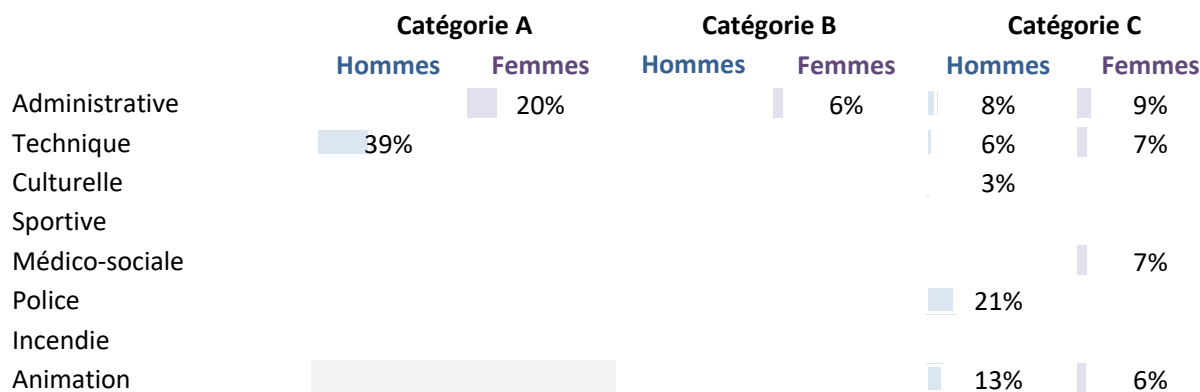 Catégorie A Catégorie B Catégorie C
Hommes Femmes Hommes Femmes Hommes Femmes
Administrative 20% 6% 8% 9%
Technique 39% 6% 7%
Culturelle 3%
Sportive
Médico-sociale 7%
Police 21%
Incendie
Animation 13% 6%